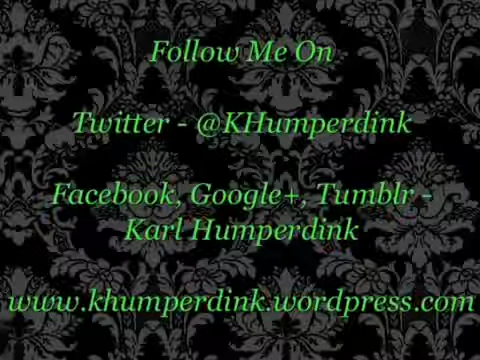 Follow Me On
Twitter - @KHumperdink
Facebook, Google+, Tumblr -
Karl Humperdink
www.khumperdink.wordpress.com